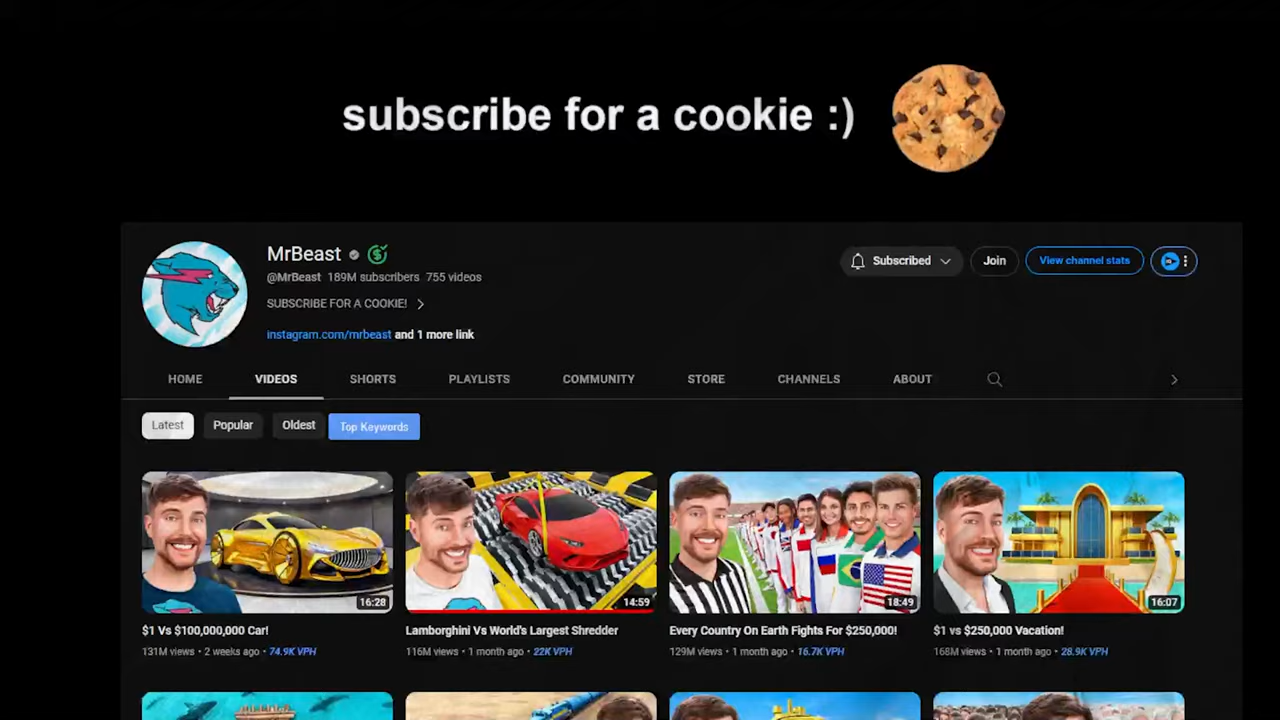 subscribe for a cookie :)
MrBeast
@MrBeast 189M subscribers 755 videos
SUBSCRIBE FOR A COOKIE!
instagram.com/mrbeast and 1 more link
Subscribed
Join
View channel stats
HOME VIDEOS SHORTS PLAYLISTS COMMUNITY STORE CHANNELS ABOUT
Latest Popular Oldest Top Keywords
16:28
14:59
18:49
16:07
$1 Vs $100,000,000 Car!
131M views • 2 weeks ago • 74.9K VPH
Lamborghini Vs World's Largest Shredder
116M views • 1 month ago • 22K VPH
Every Country On Earth Fights For $250,000!
129M views • 1 month ago • 16.7K VPH
$1 vs $250,000 Vacation!
168M views • 1 month ago • 28.9K VPH